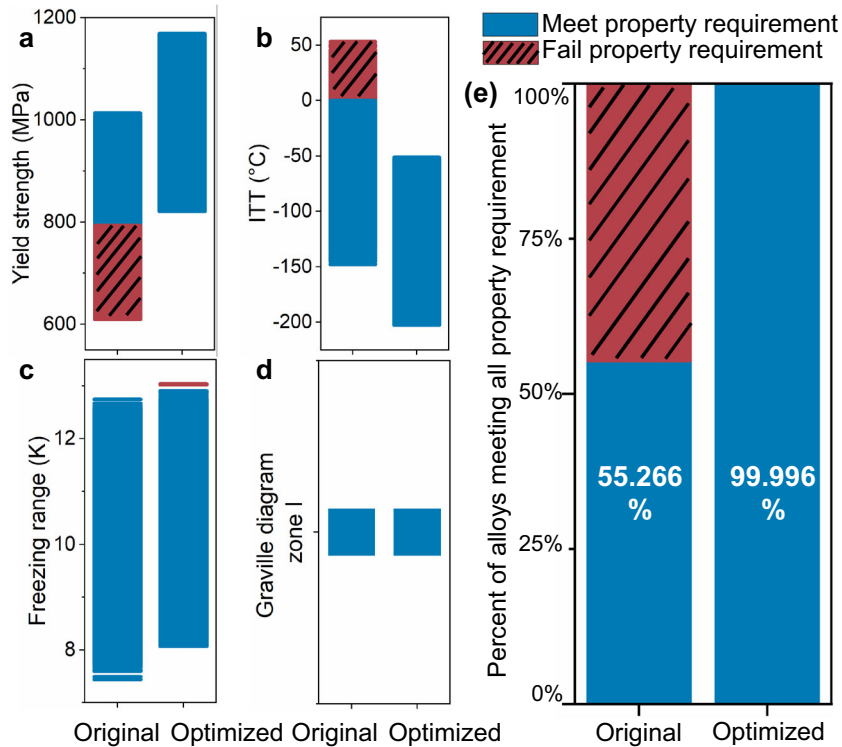 Meet property requirement
Fail property requirement
a
Yield strength (MPa)
1200
1000
800
600
b
ITT (°C)
50
0
-50
-100
-150
-200
c
Freezing range (K)
12
10
8
Original Optimized
d
Graville diagram
zone I
Original Optimized
(e)
Percent of alloys meeting all property requirement
100%
75%
50%
25%
0%
55.266
%
99.996
%
Original Optimized